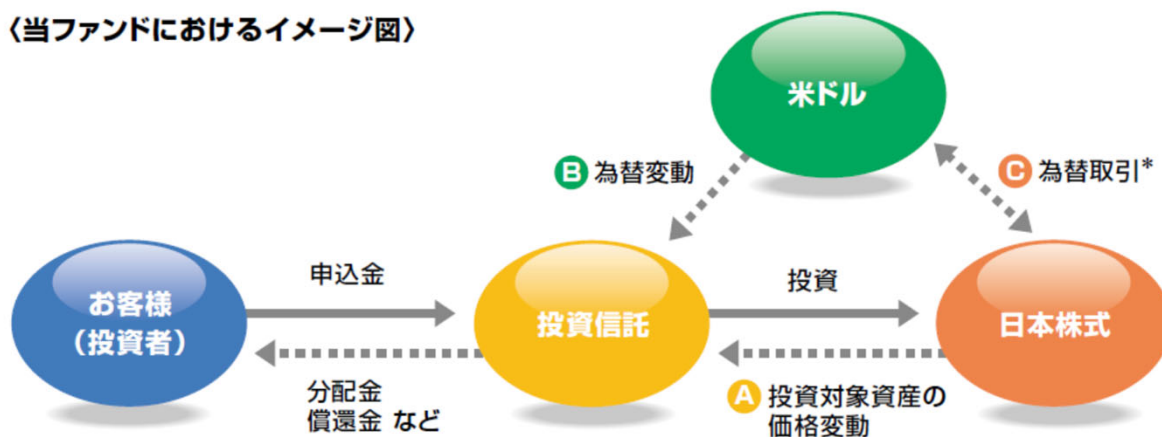 〈当ファンドにおけるイメージ図〉
米ドル
B 為替変動
C 為替取引*
お客様
(投資者)
申込金
投資信託
投資
日本株式
分配金
償還金 など
A 投資対象資産の
価格変動